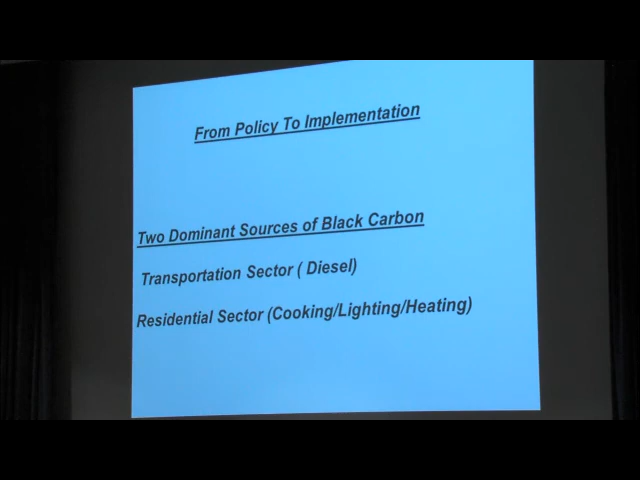 From Policy To Implementation
Two Dominant Sources of Black Carbon
Transportation Sector ( Diesel)
Residential Sector (Cooking/Lighting/Heating)